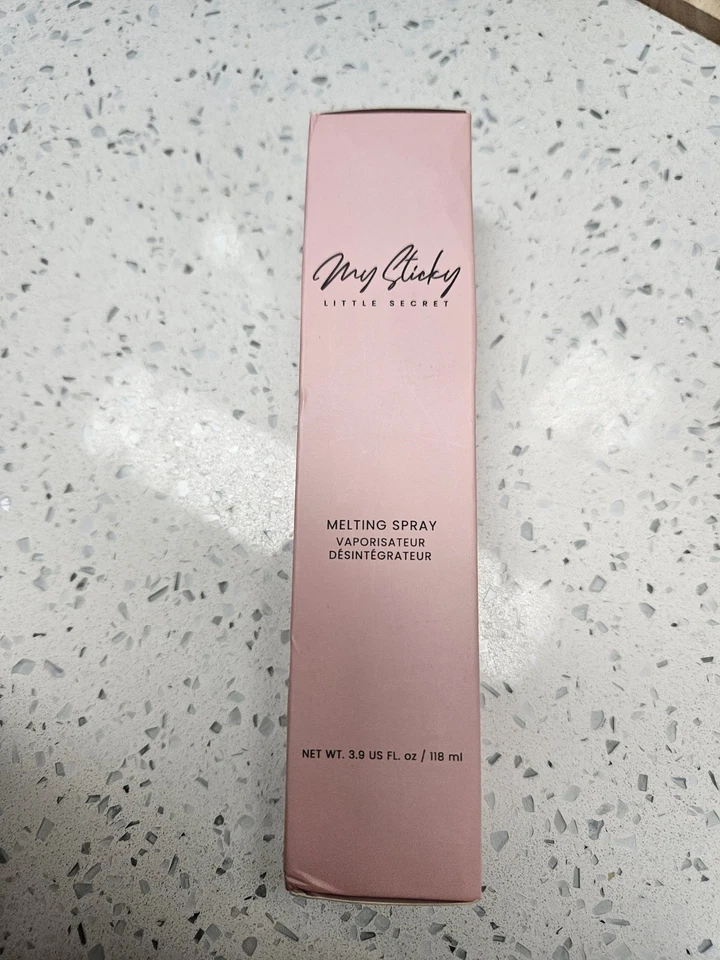 My Sticky
LITTLE SECRET
MELTING SPRAY
VAPORISATEUR
DÉSINTÉGRATEUR
NET WT. 3.9 US FL. oz / 118 ml